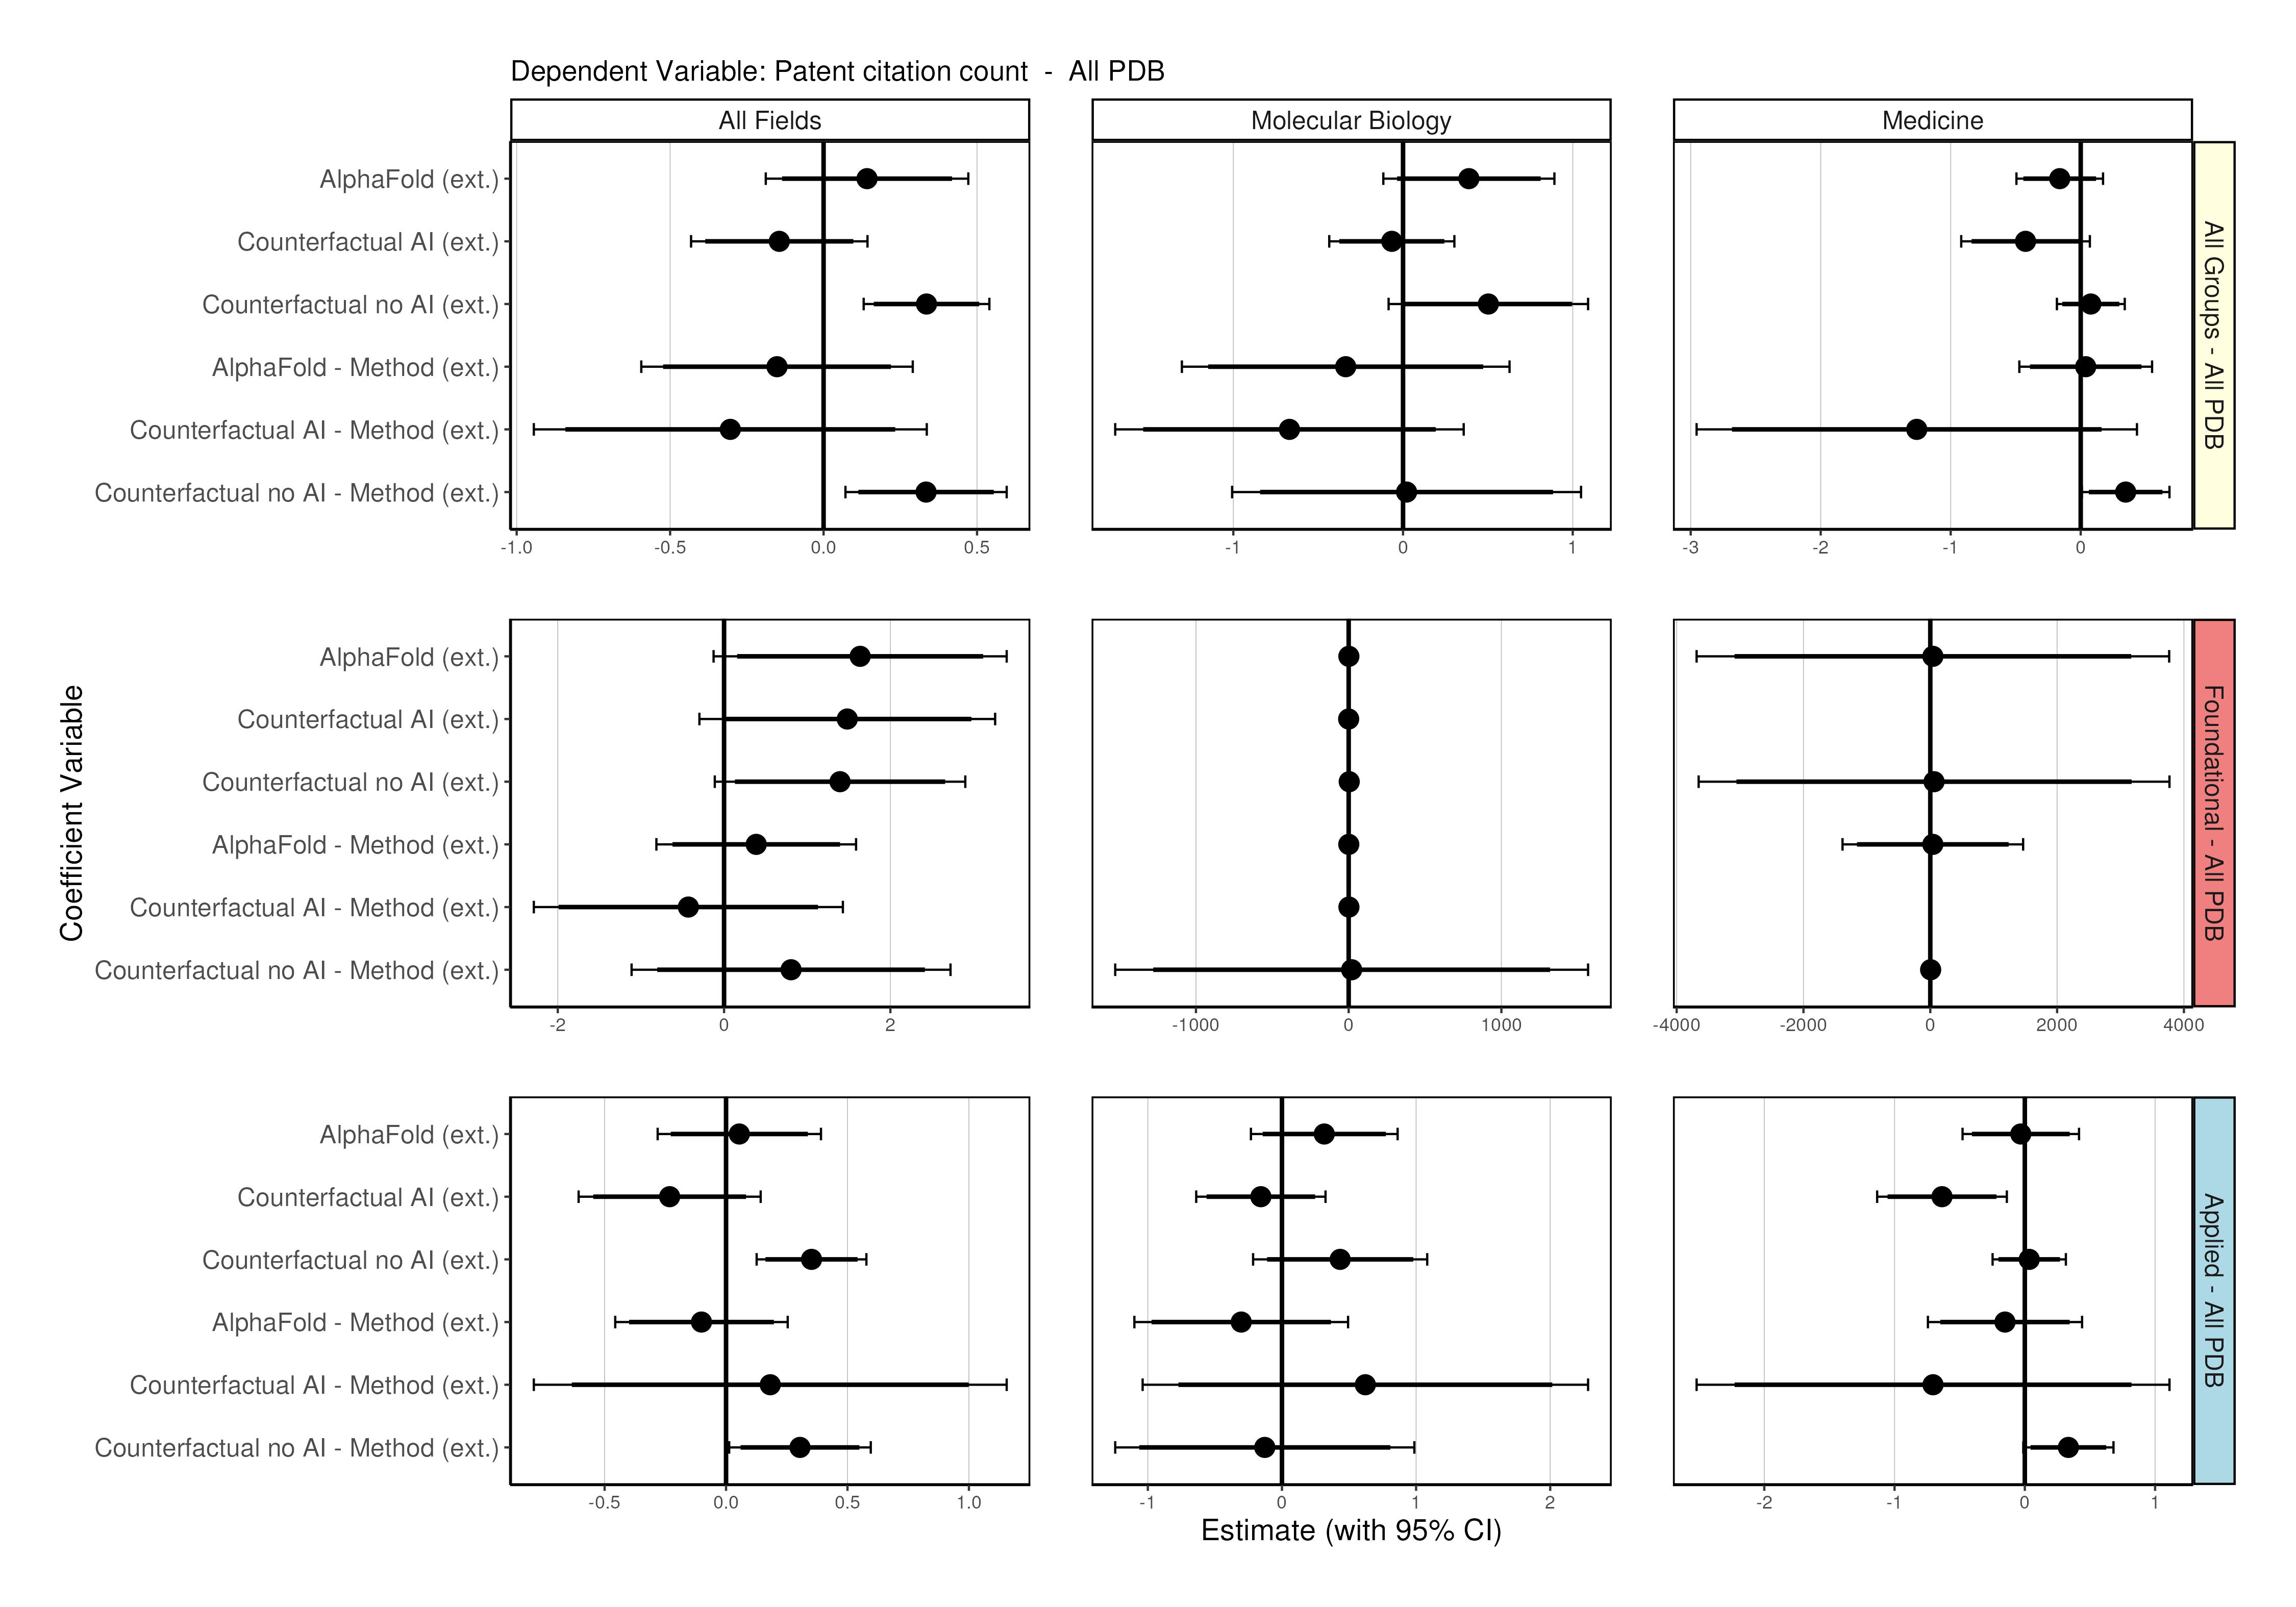 Dependent Variable: Patent citation count  -  All PDB
All Fields
Molecular Biology
Medicine
AlphaFold (ext.)
Counterfactual AI (ext.)
Counterfactual no AI (ext.)
AlphaFold - Method (ext.)
Counterfactual AI - Method (ext.)
Counterfactual no AI - Method (ext.)
-1.0 -0.5 0.0 0.5
-1 0 1
-3 -2 -1 0
All Groups - All PDB
Coefficient Variable
AlphaFold (ext.)
Counterfactual AI (ext.)
Counterfactual no AI (ext.)
AlphaFold - Method (ext.)
Counterfactual AI - Method (ext.)
Counterfactual no AI - Method (ext.)
-2 0 2
-1000 0 1000
-4000 -2000 0 2000 4000
Foundational - All PDB
AlphaFold (ext.)
Counterfactual AI (ext.)
Counterfactual no AI (ext.)
AlphaFold - Method (ext.)
Counterfactual AI - Method (ext.)
Counterfactual no AI - Method (ext.)
-0.5 0.0 0.5 1.0
-1 0 1 2
-2 -1 0 1
Applied - All PDB
Estimate (with 95% CI)